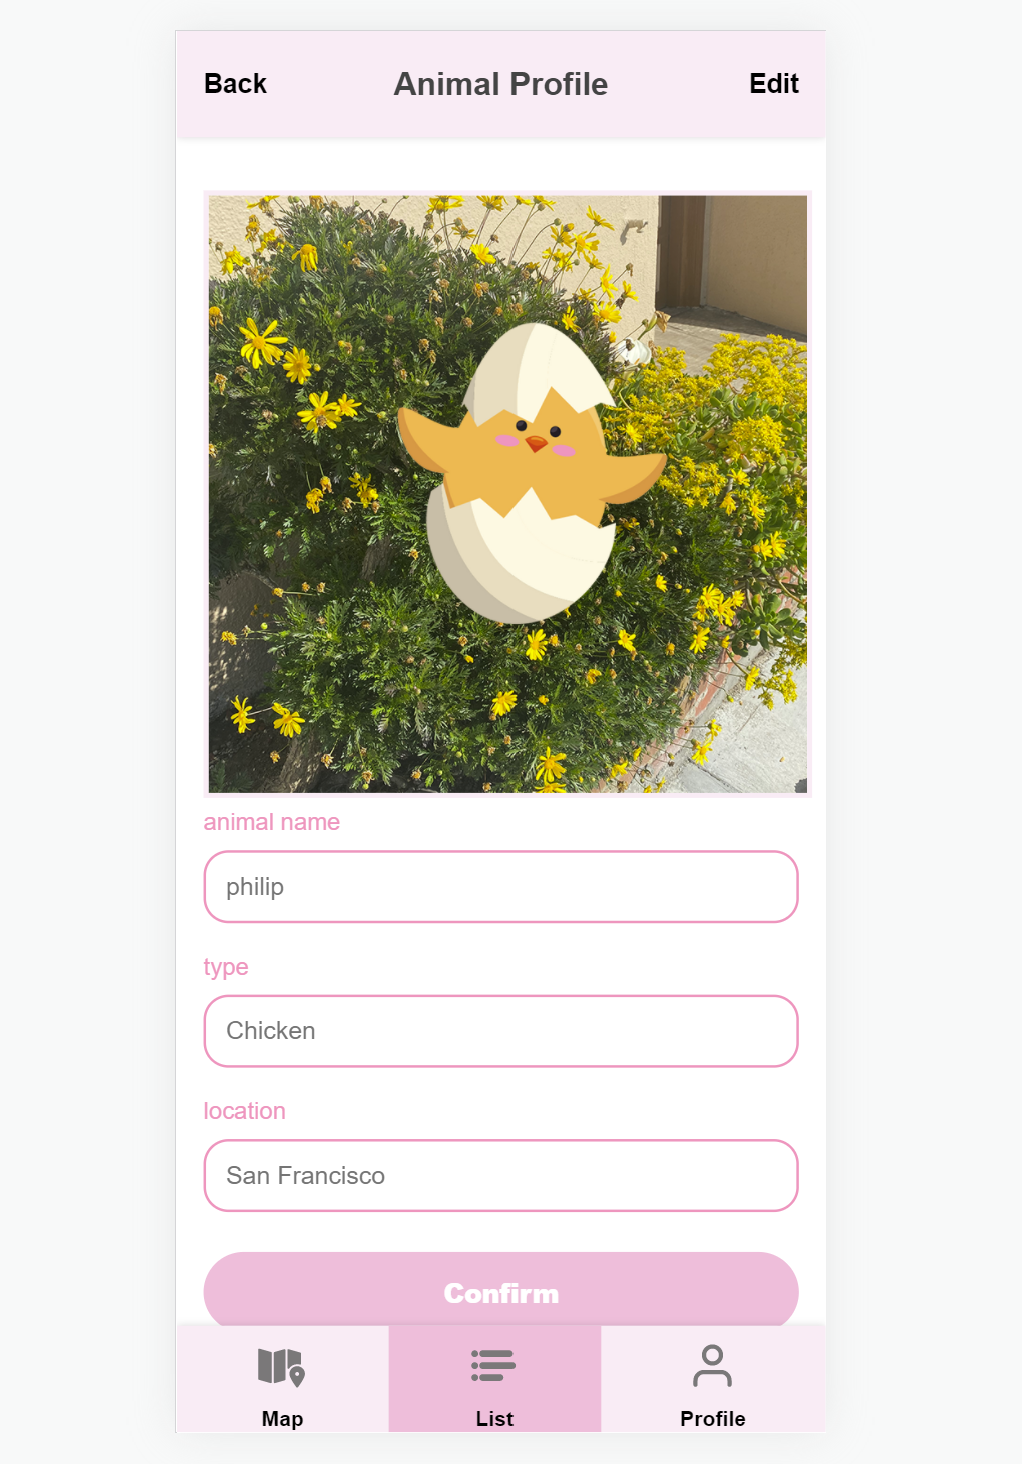 Back
Animal Profile
Edit
animal name
philip
type
Chicken
location
San Francisco
Confirm
Map
List
Profile